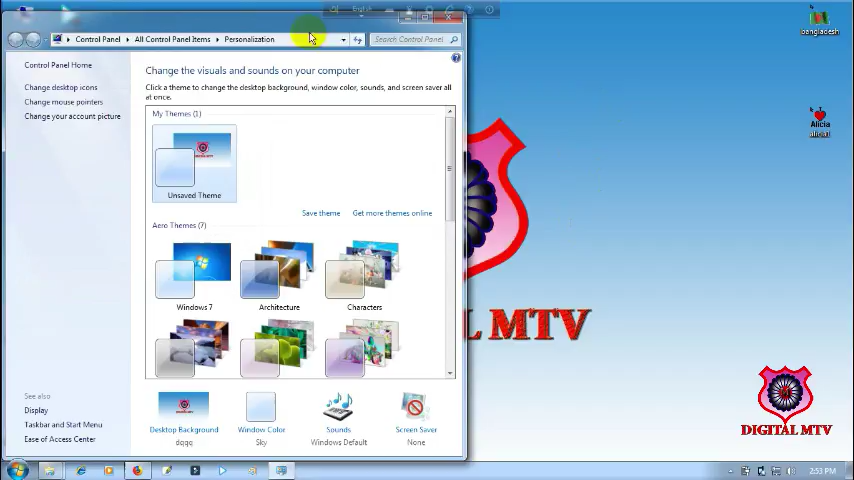 English
Control Panel
All Control Panel Items
Personalization
Search Control Panel
Control Panel Home
Change desktop icons
Change mouse pointers
Change your account picture
Change the visuals and sounds on your computer
Click a theme to change the desktop background, window color, sounds, and screen saver all
at once.
My Themes (1)
Unsaved Theme
Save theme
Get more themes online
Aero Themes (7)
Windows 7
Architecture
Characters
See also
Display
Taskbar and Start Menu
Ease of Access Center
Desktop Background
dqqq
Window Color
Sky
Sounds
Windows Default
Screen Saver
None
bangladesh
Alicia
L MTV
DIGITAL MTV
2:53 PM